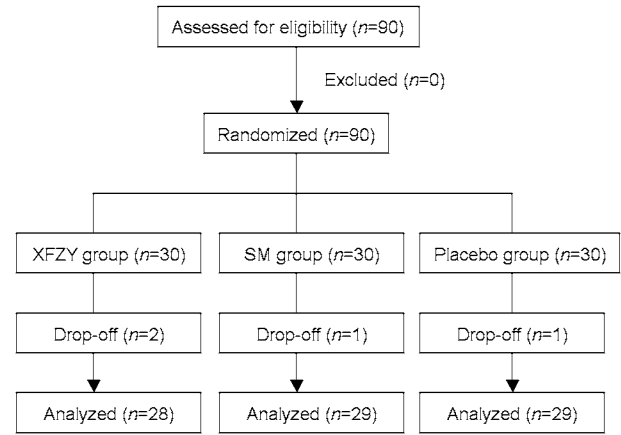 Assessed for eligibility (n=90)
Excluded (n=0)
Randomized (n=90)
XFZY group (n=30)
SM group (n=30)
Placebo group (n=30)
Drop-off (n=2)
Drop-off (n=1)
Drop-off (n=1)
Analyzed (n=28)
Analyzed (n=29)
Analyzed (n=29)